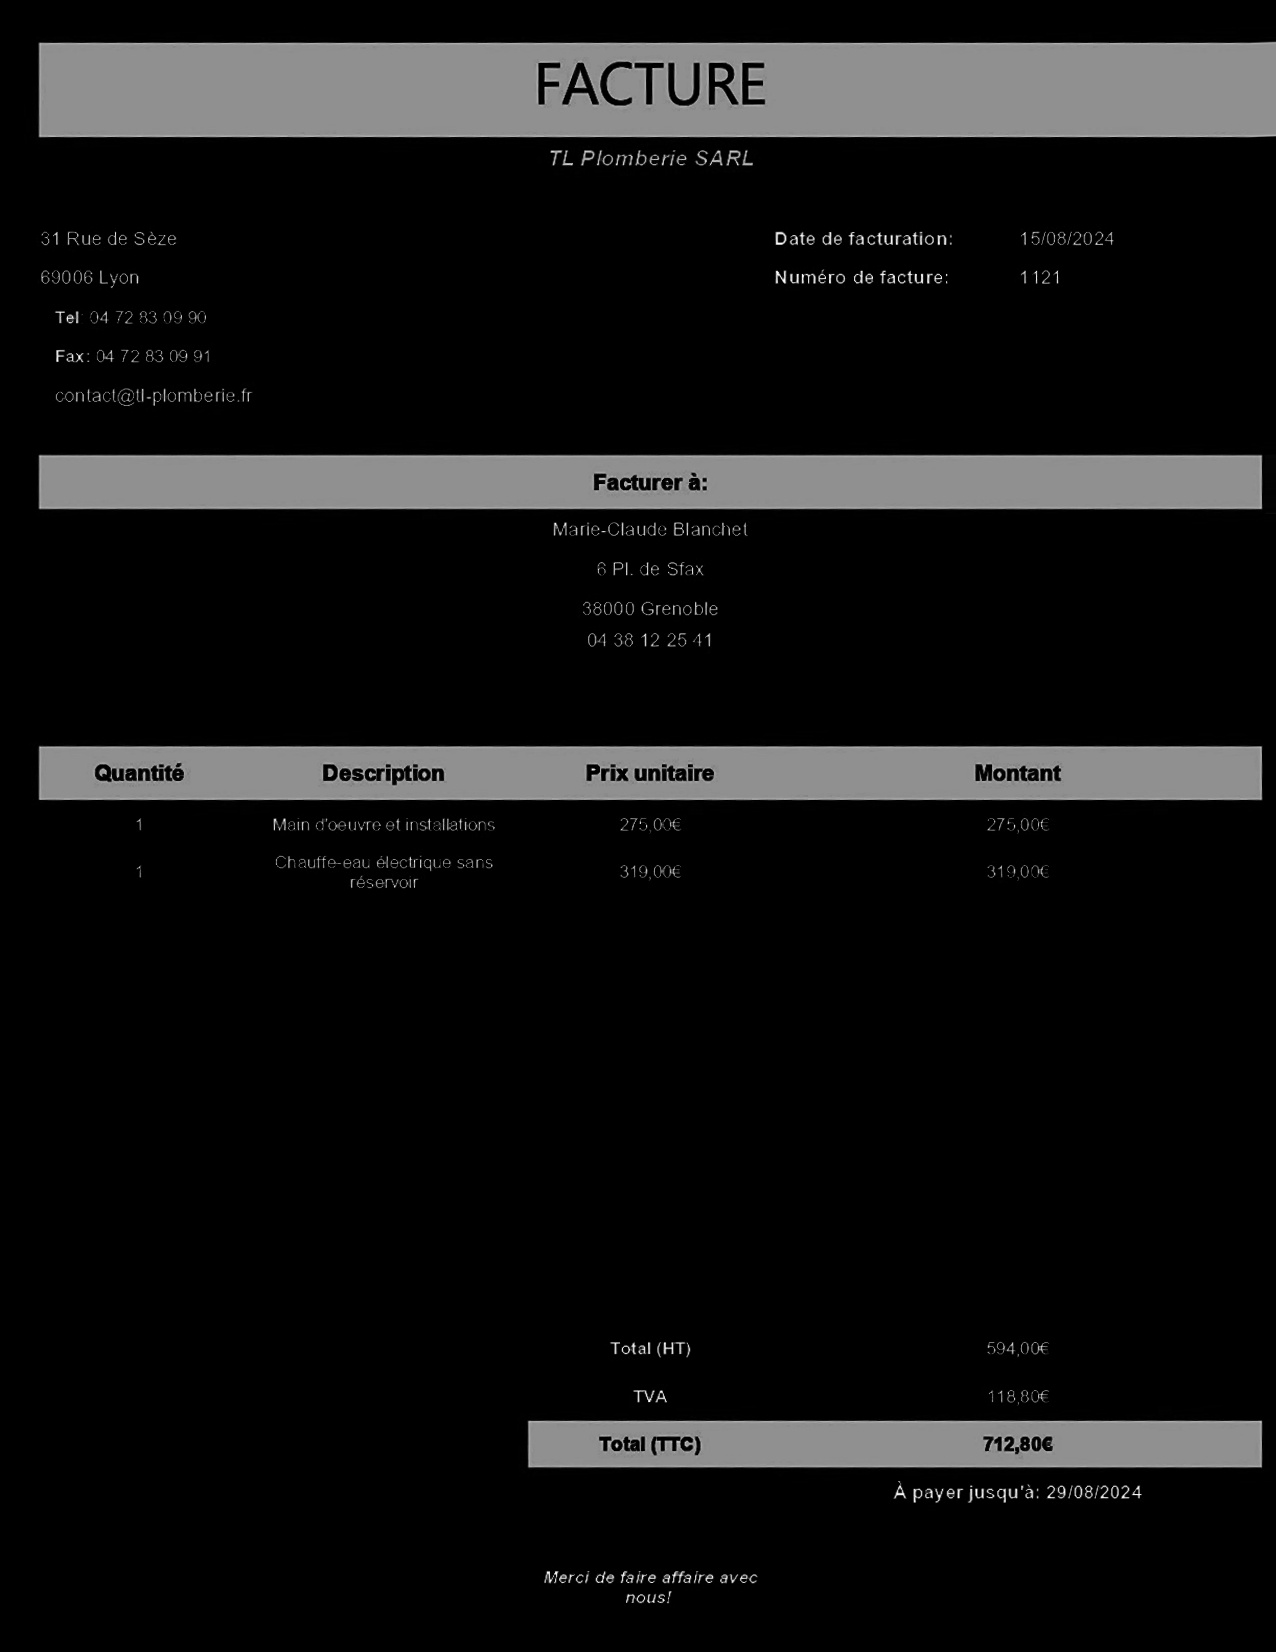 FACTURE
TL Plomberie SARL
31 Rue de Sèze
Date de facturation: 15/08/2024
69006 Lyon
Numéro de facture: 1121
Tel: 04 72 83 09 90
Fax: 04 72 83 09 91
contact@tl-plomberie.fr
Facturer à:
Marie-Claude Blanchet
6 Pl. de Sfax
38000 Grenoble
04 38 12 25 41
Quantité Description Prix unitaire Montant
1 Main d'oeuvre et installations 275,00€ 275,00€
1 Chauffe-eau électrique sans réservoir 319,00€ 319,00€
Total (HT) 594,00€
TVA 118,80€
Total (TTC) 712,80€
À payer jusqu'à: 29/08/2024
Merci de faire affaire avec
nous!